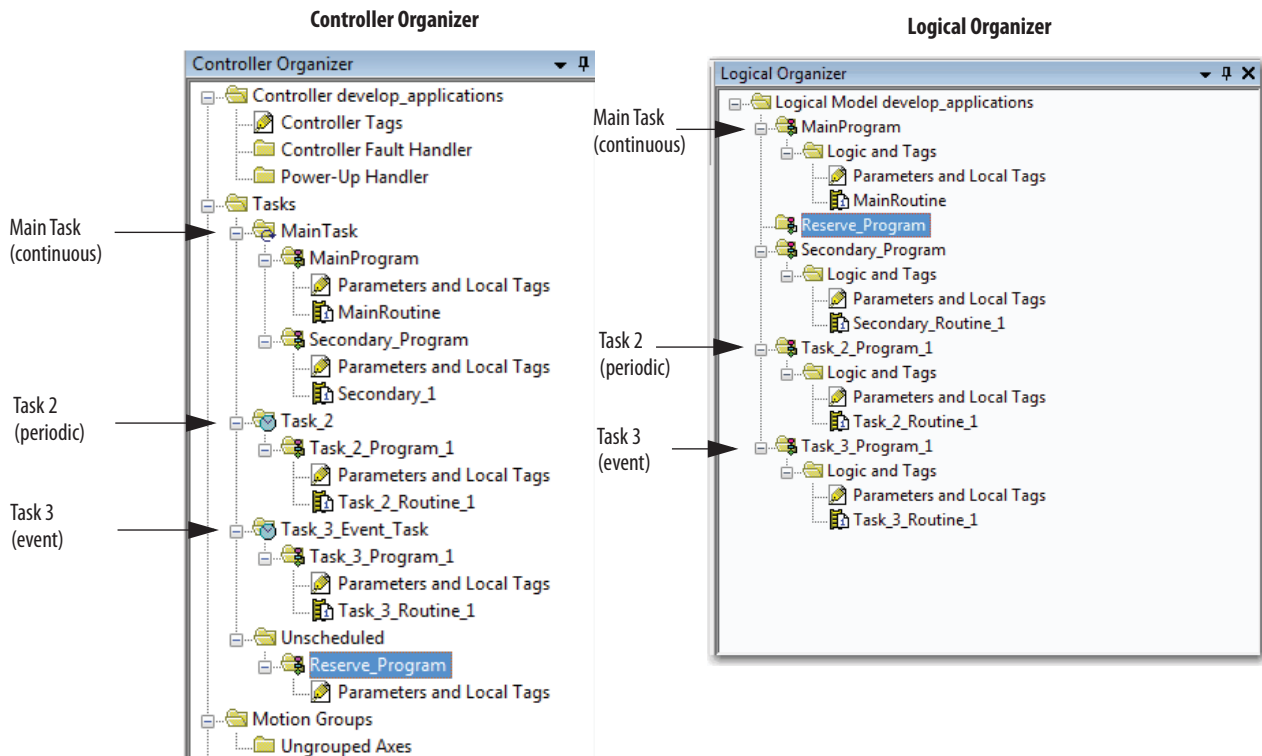 Controller Organizer
Controller Organizer
Controller develop_applications
Controller Tags
Controller Fault Handler
Power-Up Handler
Tasks
Main Task
(continuous)
MainTask
MainProgram
Parameters and Local Tags
MainRoutine
Secondary_Program
Parameters and Local Tags
Secondary_1
Task 2
(periodic)
Task_2
Task_2_Program_1
Parameters and Local Tags
Task_2_Routine_1
Task 3
(event)
Task_3_Event_Task
Task_3_Program_1
Parameters and Local Tags
Task_3_Routine_1
Unscheduled
Reserve_Program
Parameters and Local Tags
Motion Groups
Ungrouped Axes
Logical Organizer
Logical Organizer
Logical Model develop_applications
Main Task
(continuous)
MainProgram
Logic and Tags
Parameters and Local Tags
MainRoutine
Reserve_Program
Secondary_Program
Logic and Tags
Parameters and Local Tags
Secondary_Routine_1
Task 2
(periodic)
Task_2_Program_1
Logic and Tags
Parameters and Local Tags
Task_2_Routine_1
Task 3
(event)
Task_3_Program_1
Logic and Tags
Parameters and Local Tags
Task_3_Routine_1